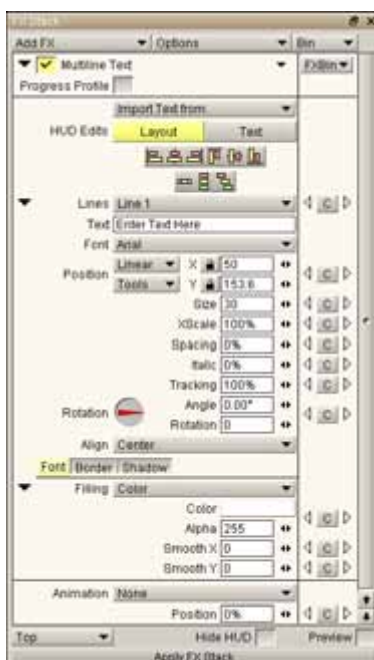 FX Stack
Add FX Options Bin
Multiline Text FXBin
Progress Profile
Import Text from
HUD Edits Layout Text
Lines Line 1 C
Text Enter Text Here
Font Arial
Position Linear X 50 C
Tools Y 153.6
Size 30 C
XScale 100% C
Spacing 0% C
Italic 0% C
Tracking 100% C
Rotation Angle 0.00° C
Rotation 0
Align Center
Font Border Shadow
Filling Color
Color C
Alpha 255
Smooth X 0 C
Smooth Y 0
Animation None
Position 0% C
Top Hide HUD Preview
Apply FX Stack